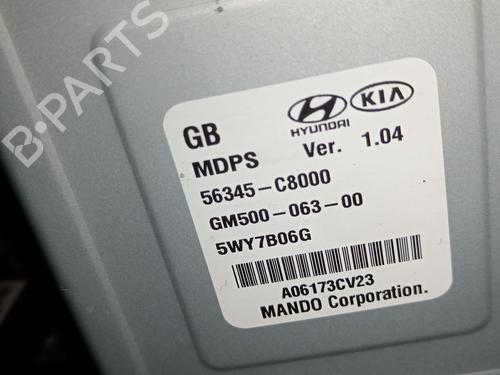 B-PARTS
HYUNDAI KIA
GB
MDPS Ver. 1.04
56345-C8000
GM500-063-00
5WY7B06G
A06173CV23
MANDO Corporation.